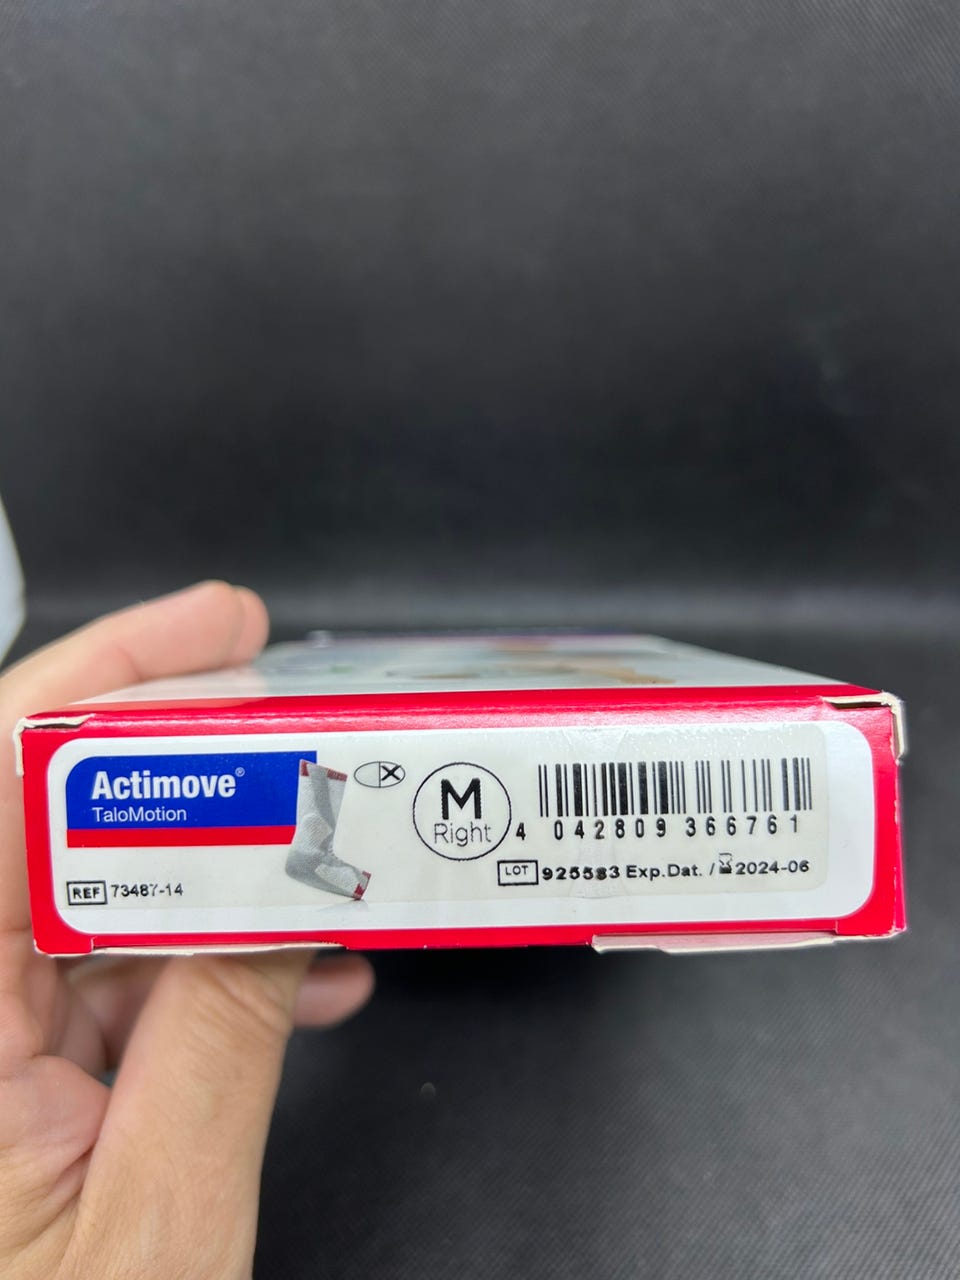 Actimove®
TaloMotion
REF 73487-14
M
Right
4 042809 366761
LOT 925583 Exp.Dat. / 2024-06